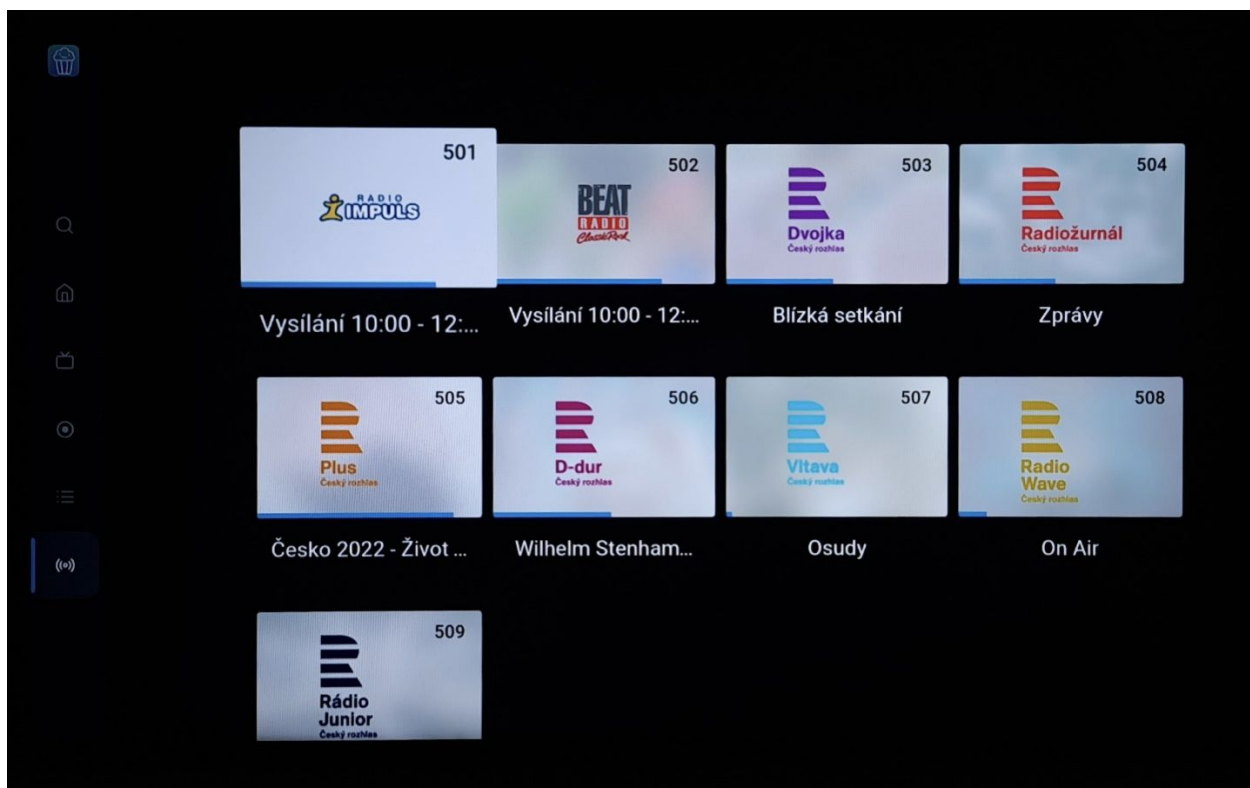 501
RADIO
IMPULS
Vysílání 10:00 - 12:...
502
BEAT
RADIO
ClassicRock
Vysílání 10:00 - 12:...
503
Dvojka
Český rozhlas
Blízká setkání
504
Radiožurnál
Český rozhlas
Zprávy
505
Plus
Český rozhlas
Česko 2022 - Život ...
506
D-dur
Český rozhlas
Wilhelm Stenham...
507
Vltava
Český rozhlas
Osudy
508
Radio
Wave
Český rozhlas
On Air
509
Rádio
Junior
Český rozhlas